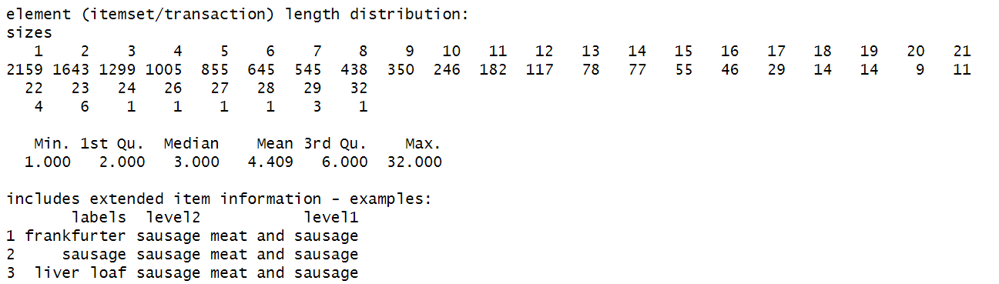 element (itemset/transaction) length distribution:
sizes
   1    2    3    4    5    6    7    8    9   10   11   12   13   14   15   16   17   18   19   20   21
2159 1643 1299 1005  855  645  545  438  350  246  182  117   78   77   55   46   29   14   14    9   11
  22   23   24   26   27   28   29   32
   4    6    1    1    1    1    3    1
   Min. 1st Qu.  Median    Mean 3rd Qu.    Max.
  1.000   2.000   3.000   4.409   6.000  32.000
includes extended item information - examples:
       labels  level2           level1
1 frankfurter sausage meat and sausage
2     sausage sausage meat and sausage
3  liver loaf sausage meat and sausage